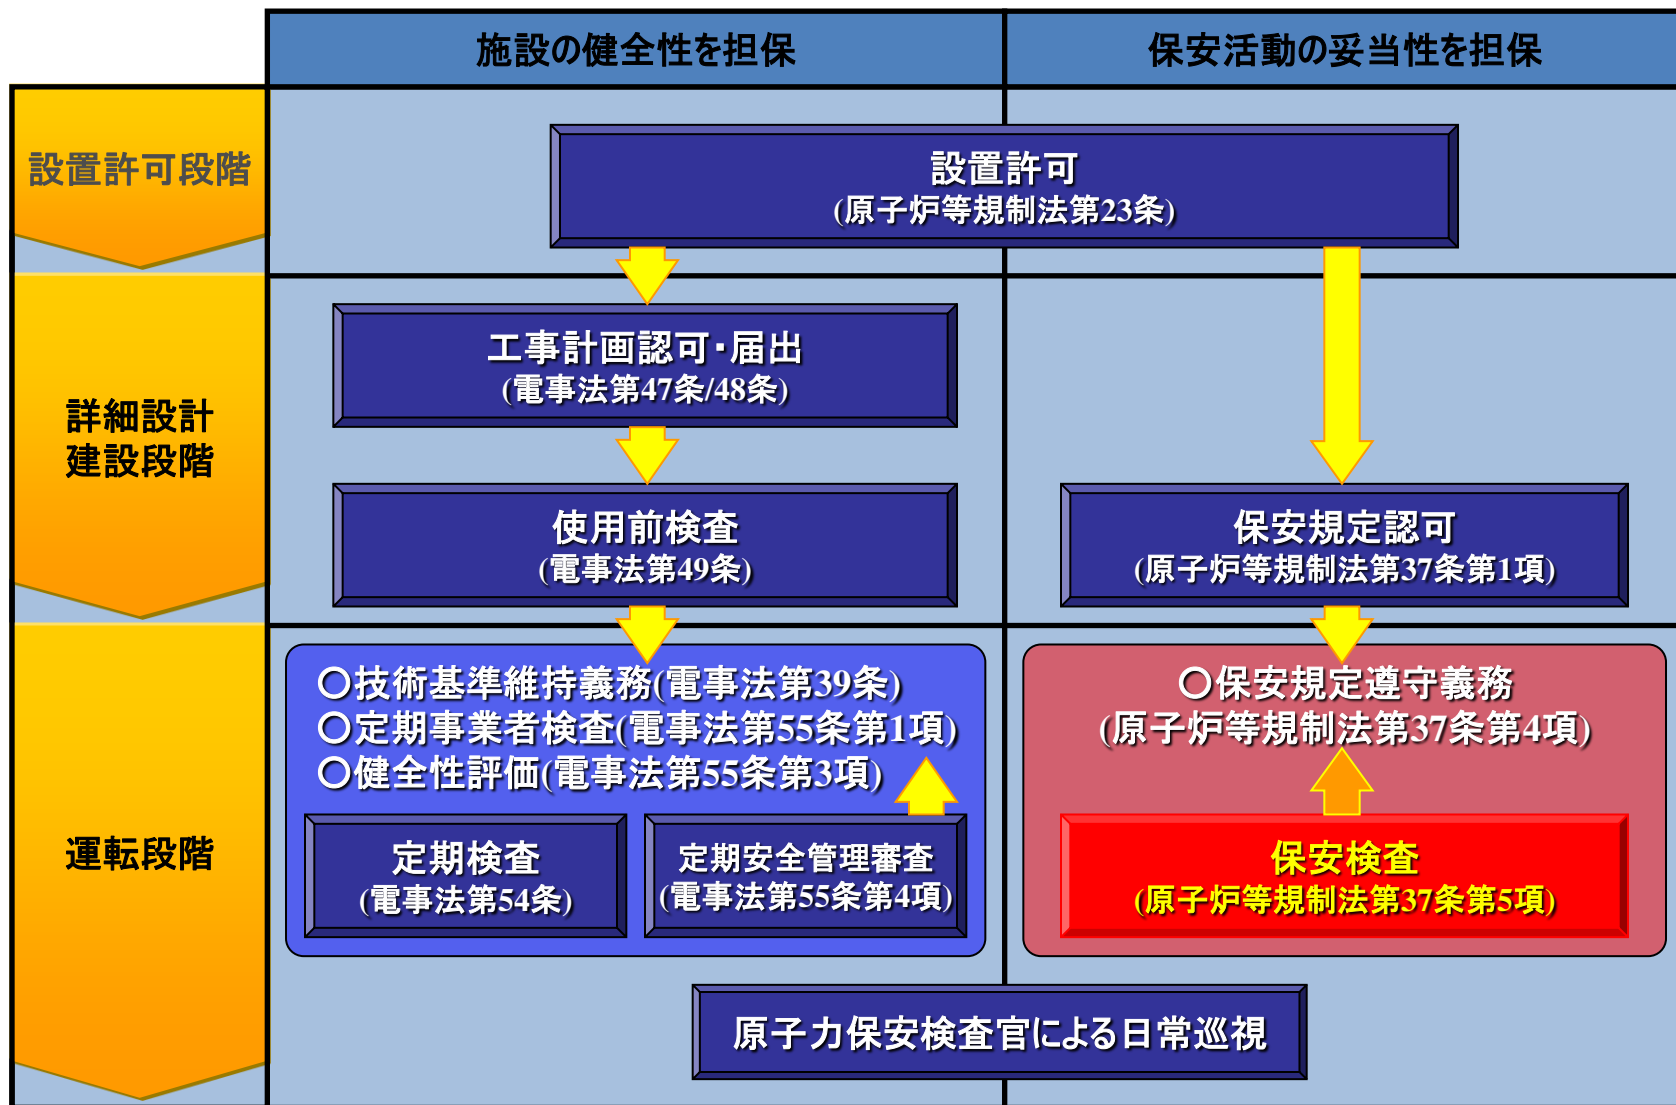 施設の健全性を担保
保安活動の妥当性を担保
設置許可段階
設置許可
(原子炉等規制法第23条)
詳細設計
建設段階
工事計画認可・届出
(電事法第47条/48条)
使用前検査
(電事法第49条)
保安規定認可
(原子炉等規制法第37条第1項)
運転段階
○技術基準維持義務(電事法第39条)
○定期事業者検査(電事法第55条第1項)
○健全性評価(電事法第55条第3項)
定期検査
(電事法第54条)
定期安全管理審査
(電事法第55条第4項)
○保安規定遵守義務
(原子炉等規制法第37条第4項)
保安検査
(原子炉等規制法第37条第5項)
原子力保安検査官による日常巡視